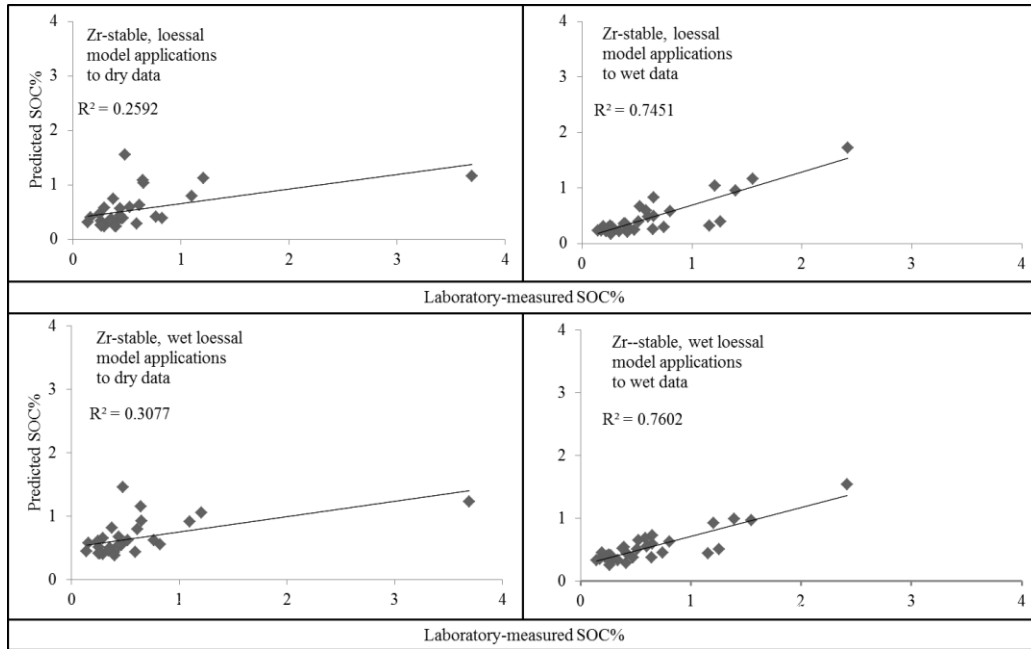 4
3
2
1
0
0
1
2
3
4
Predicted SOC%
Zr-stable, loessal
model applications
to dry data
R² = 0.2592
4
3
2
1
0
0
1
2
3
4
Zr-stable, loessal
model applications
to wet data
R² = 0.7451
Laboratory-measured SOC%
4
3
2
1
0
0
1
2
3
4
Predicted SOC%
Zr-stable, wet loessal
model applications
to dry data
R² = 0.3077
4
3
2
1
0
0
1
2
3
4
Zr--stable, wet loessal
model applications
to wet data
R² = 0.7602
Laboratory-measured SOC%